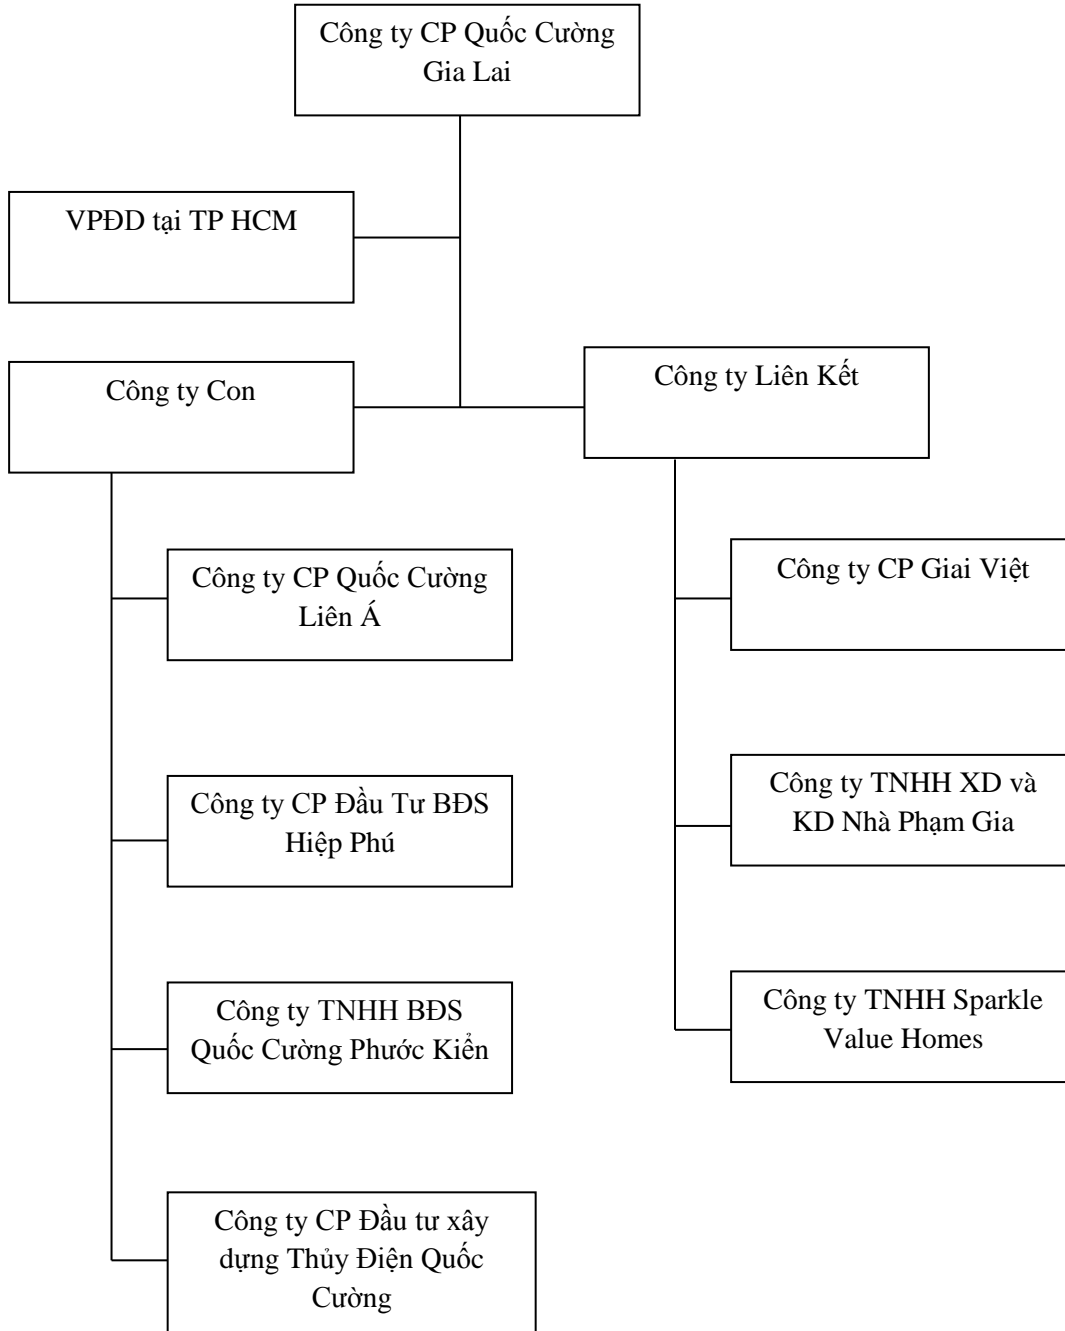 Công ty CP Quốc Cường
Gia Lai
VPĐD tại TP HCM
Công ty Con
Công ty Liên Kết
Công ty CP Quốc Cường
Liên Á
Công ty CP Đầu Tư BĐS
Hiệp Phú
Công ty TNHH BĐS
Quốc Cường Phước Kiển
Công ty CP Đầu tư xây
dựng Thủy Điện Quốc
Cường
Công ty CP Giai Việt
Công ty TNHH XD và
KD Nhà Phạm Gia
Công ty TNHH Sparkle
Value Homes